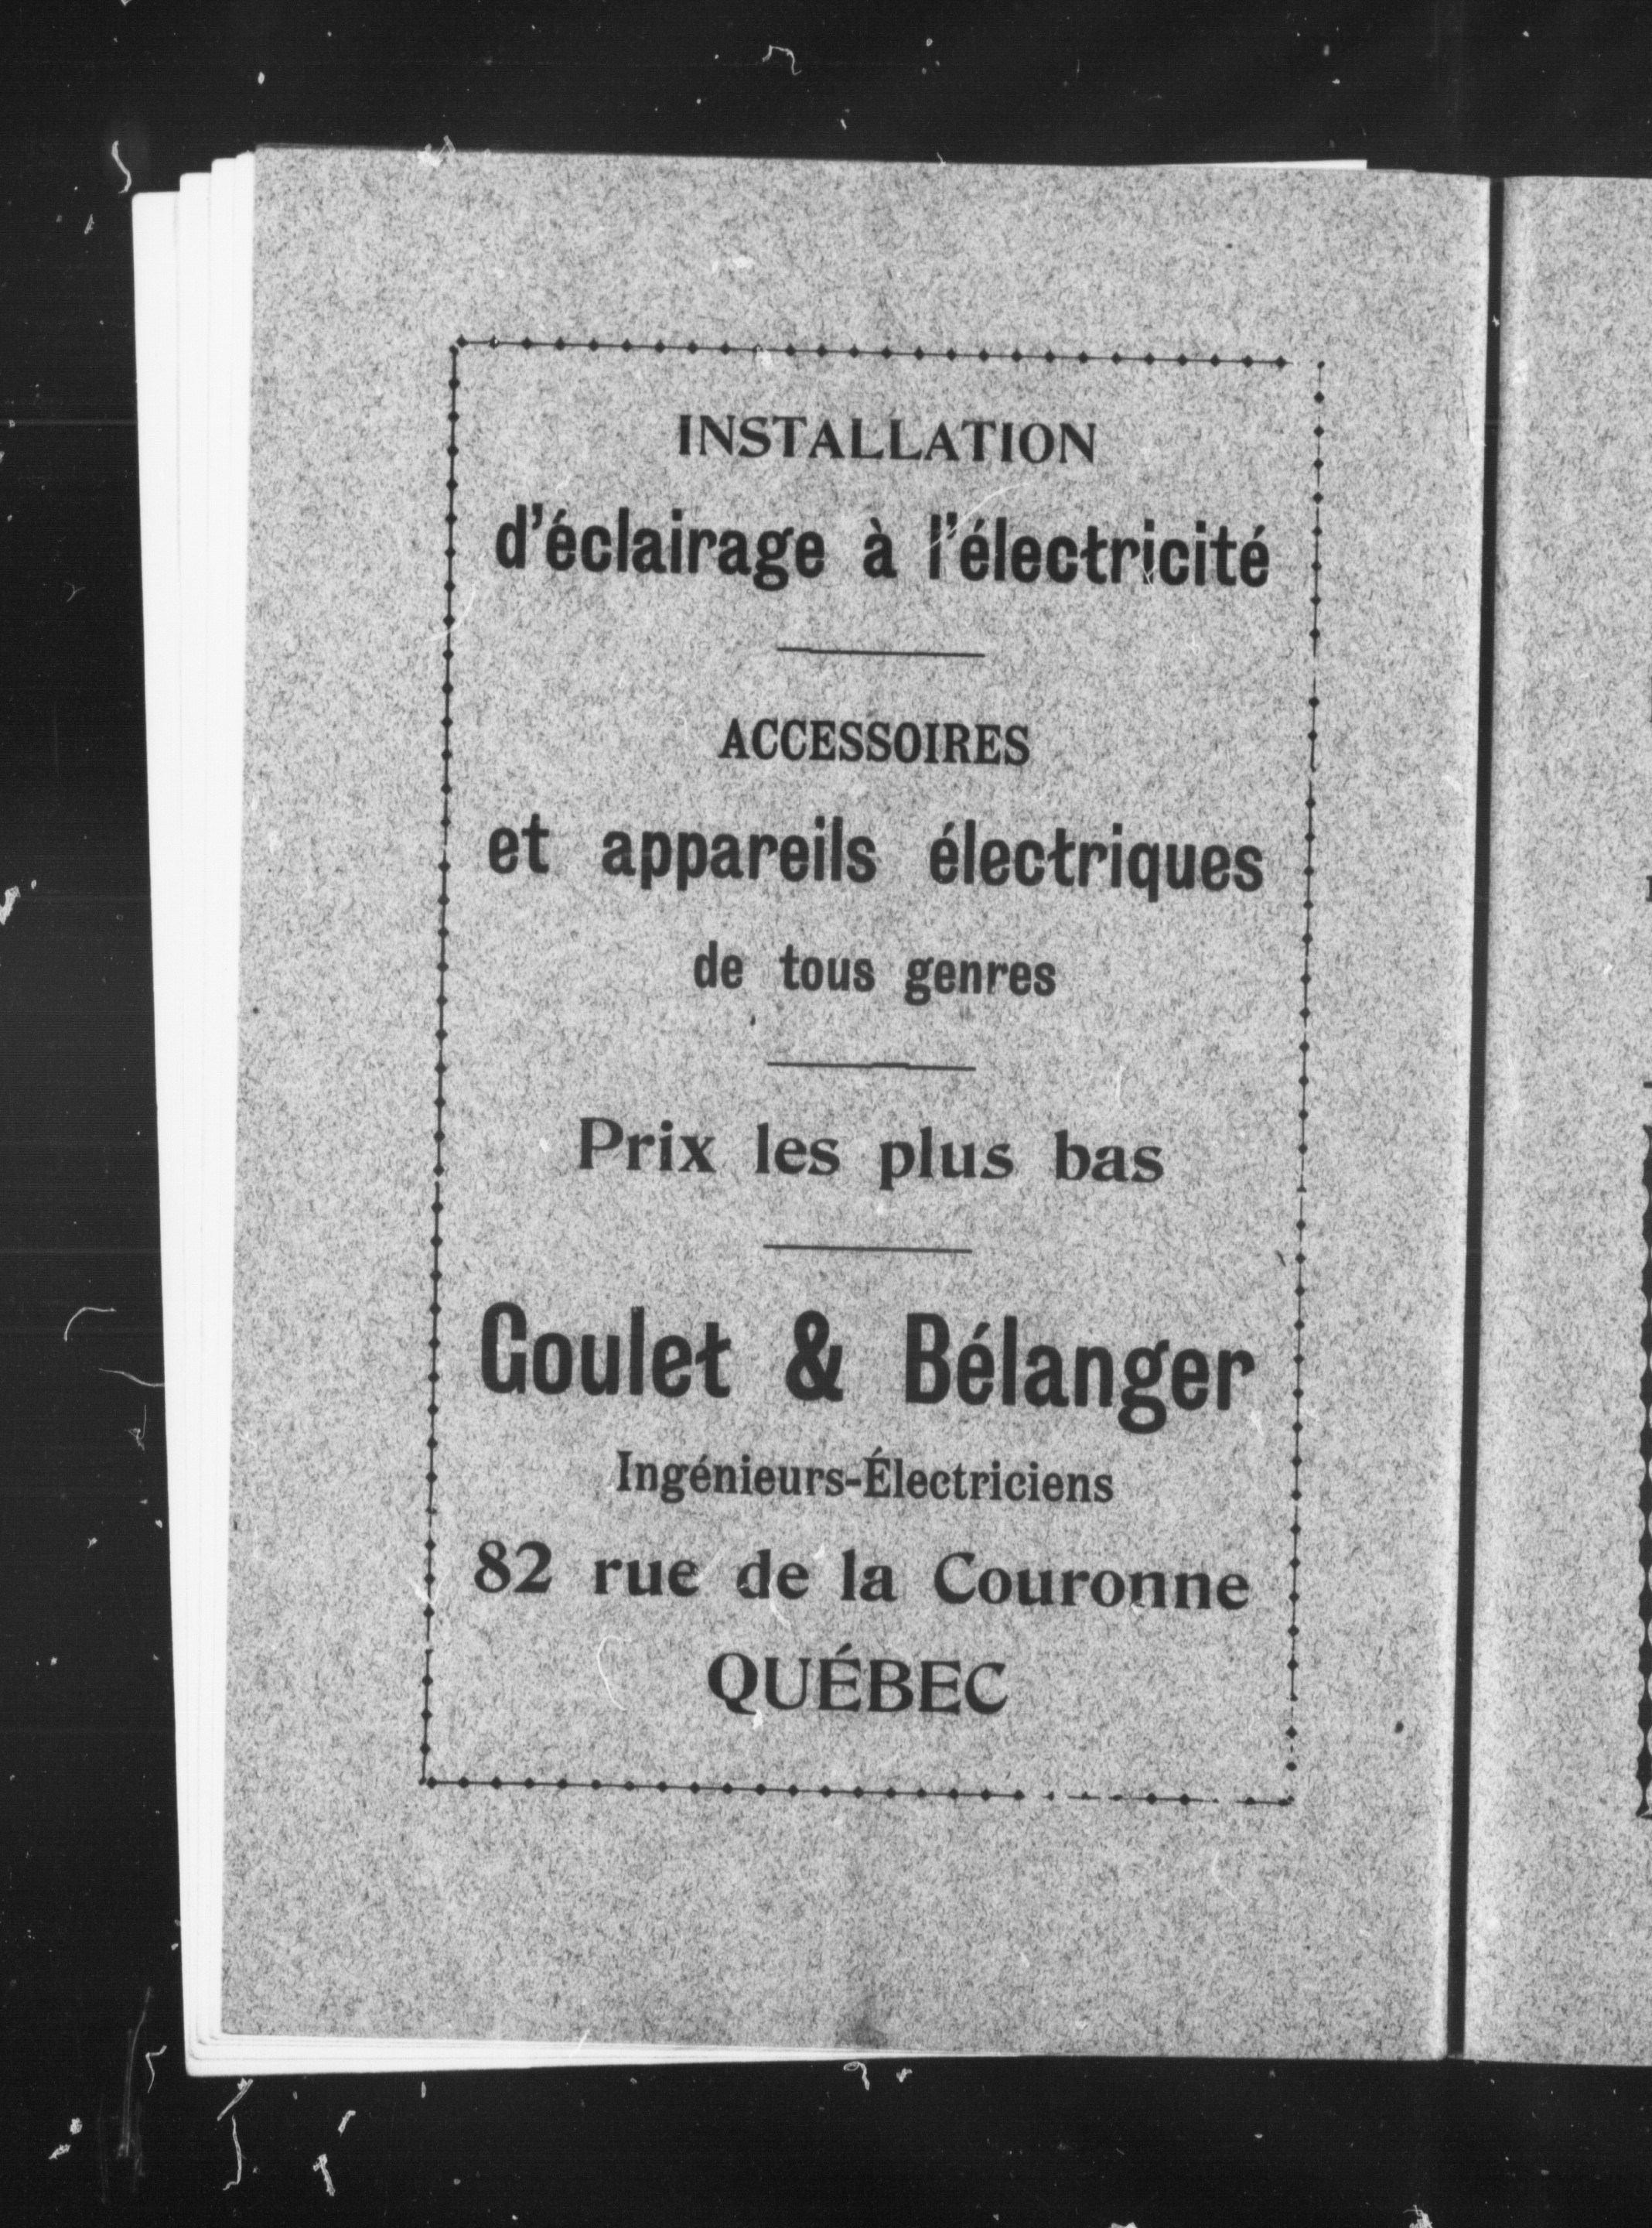 INSTALLATION
d'éclairage à l'électricité
ACCESSOIRES
et appareils électriques
de tous genres
Prix les plus bas
Goulet & Bélanger
Ingénieurs-Électriciens
82 rue de la Couronne
QUÉBEC